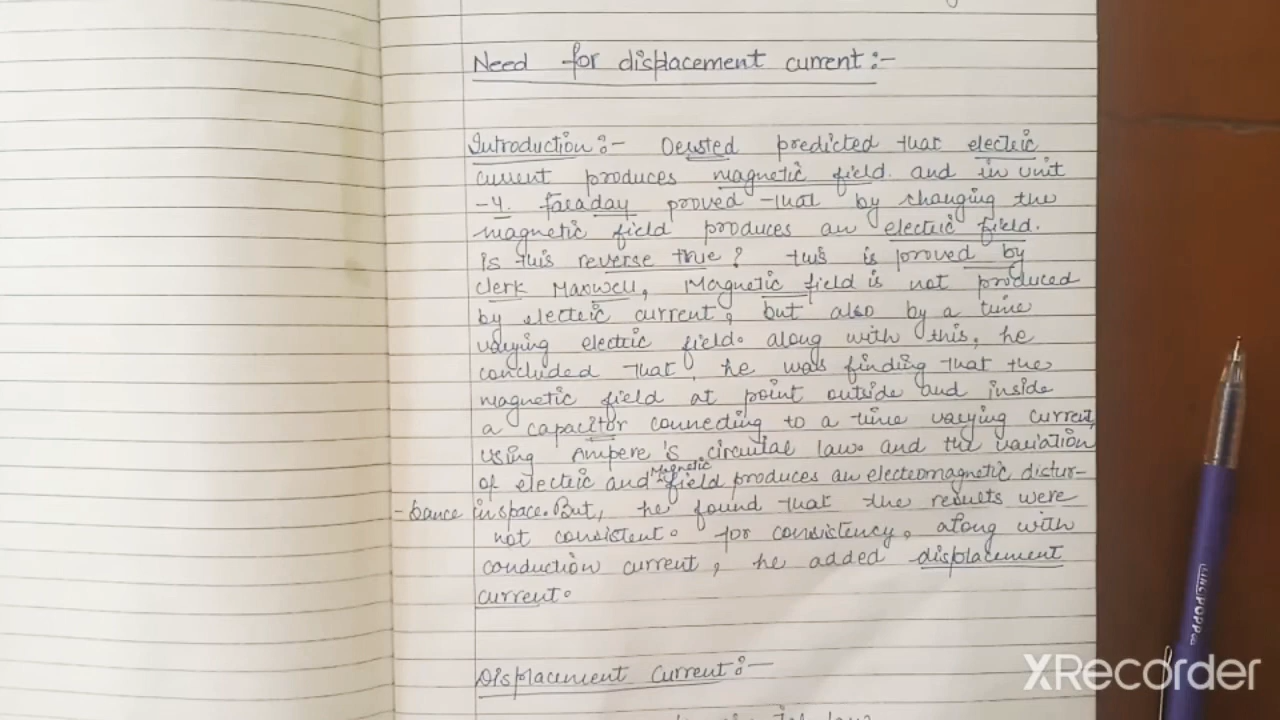 Need for displacement current:-
Introduction:- Oersted predicted that electric
current produces magnetic field. and in unit
-4. Faraday proved that by changing the
magnetic field produces an electric field.
is this reverse true? this is proved by
Clerk Maxwell, Magnetic field is not produced
by electric current, but also by a time
varying electric field. along with this, he
concluded that, he was finding that the
magnetic field at point outside and inside
a capacitor connecting to a time varying current,
using Ampere's circuital law. and the variation
of electric and Magnetic field produces an electromagnetic distur-
-bance in space. But, he found that the results were
not consistent. for consistency, along with
conduction current, he added displacement
current.
Displacement current:-
XRecorder